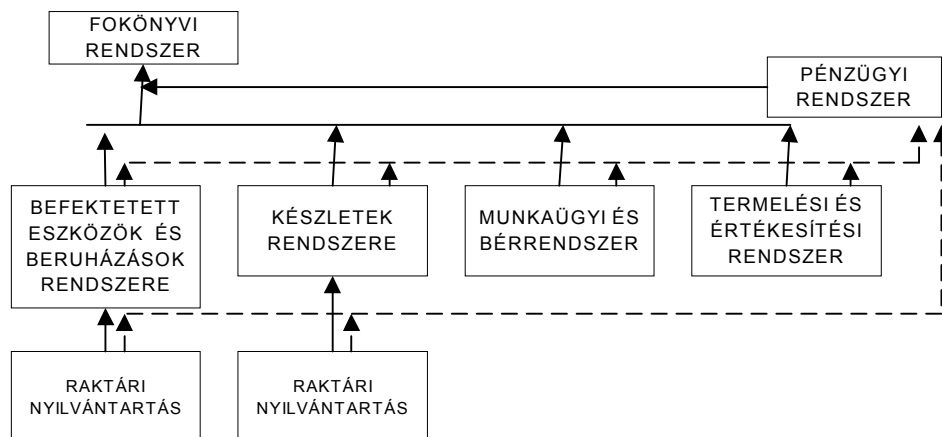 FOKÖNYVI
RENDSZER
PÉNZÜGYI
RENDSZER
BEFEKTETETT
ESZKÖZÖK ÉS
BERUHÁZÁSOK
RENDSZERE
KÉSZLETEK
RENDSZERE
MUNKAÜGYI ÉS
BÉRRENDSZER
TERMELÉSI ÉS
ÉRTÉKESÍTÉSI
RENDSZER
RAKTÁRI
NYILVÁNTARTÁS
RAKTÁRI
NYILVÁNTARTÁS